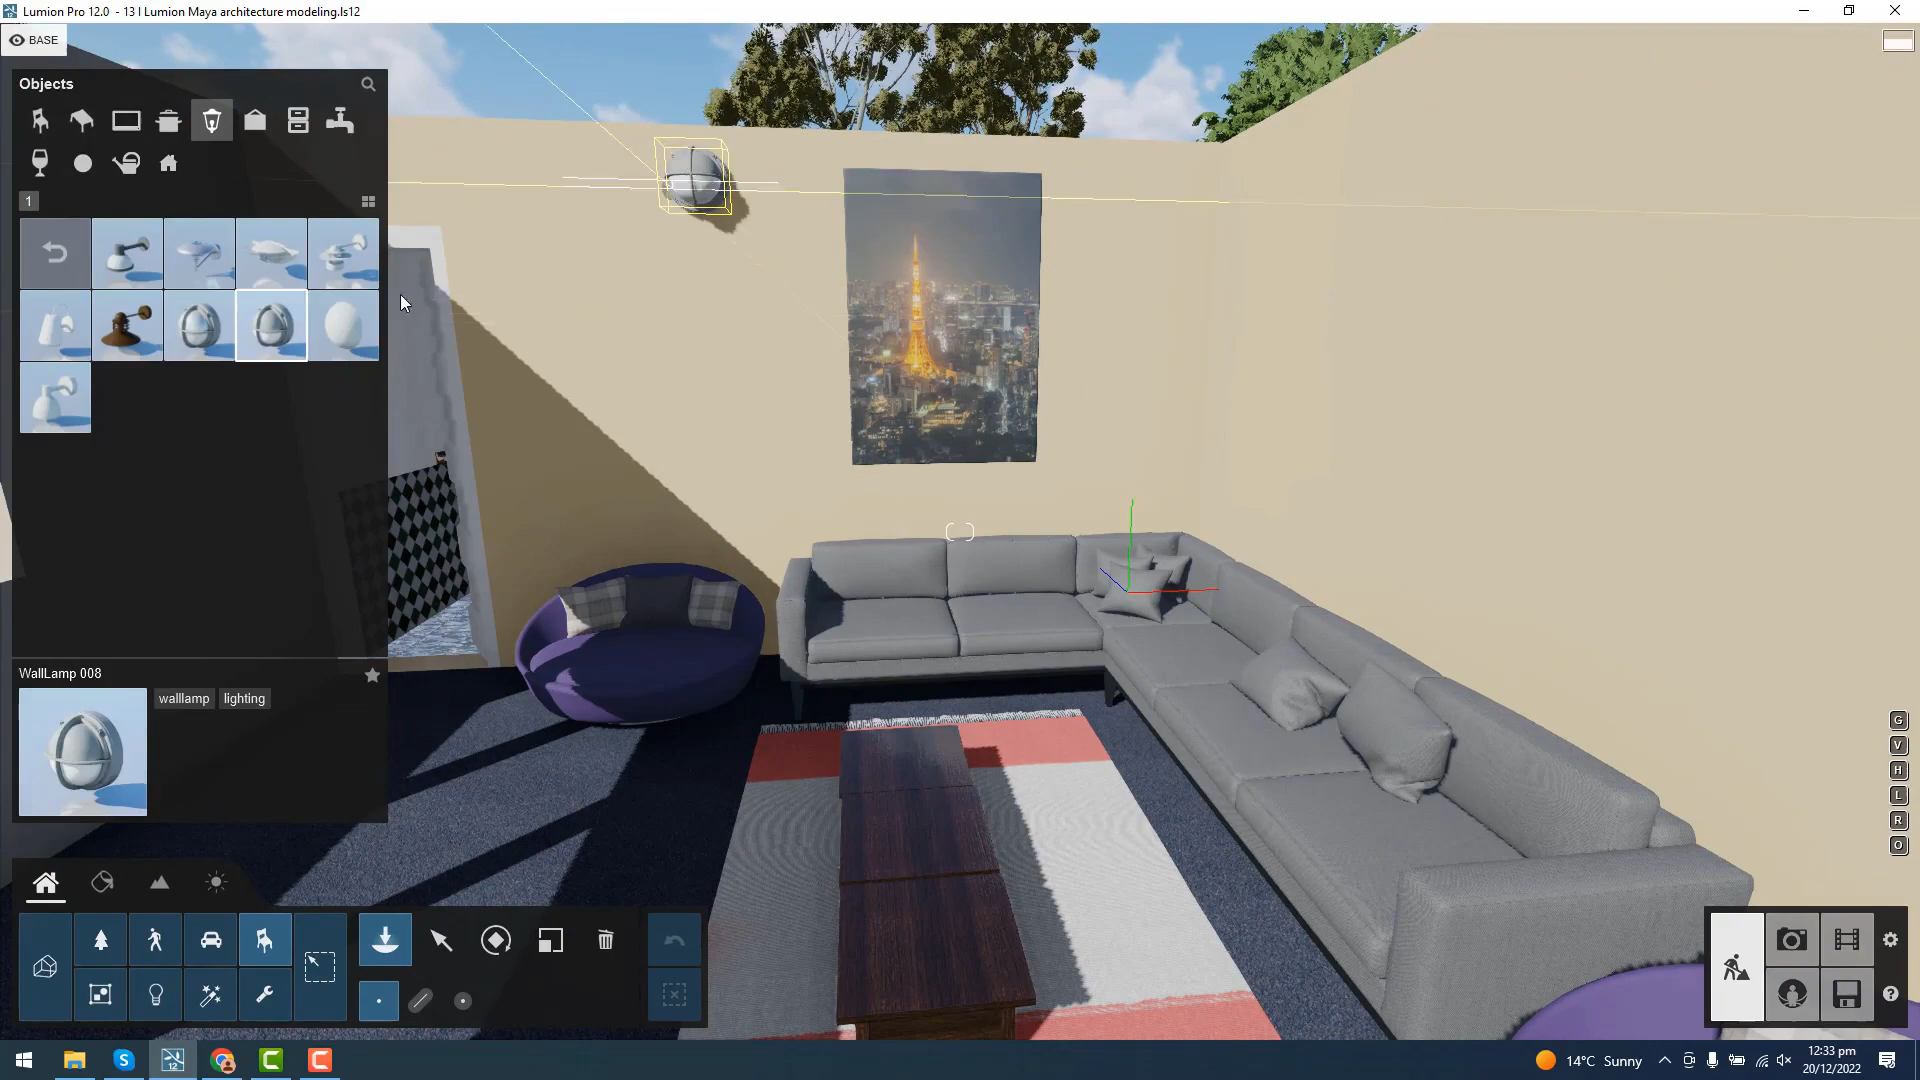 Lumion Pro 12.0 - 13 l Lumion Maya architecture modeling.ls12
BASE
Objects
1
WallLamp 008
walllamp lighting
G
V
H
L
R
O
12
14°C Sunny
12:33 pm
20/12/2022